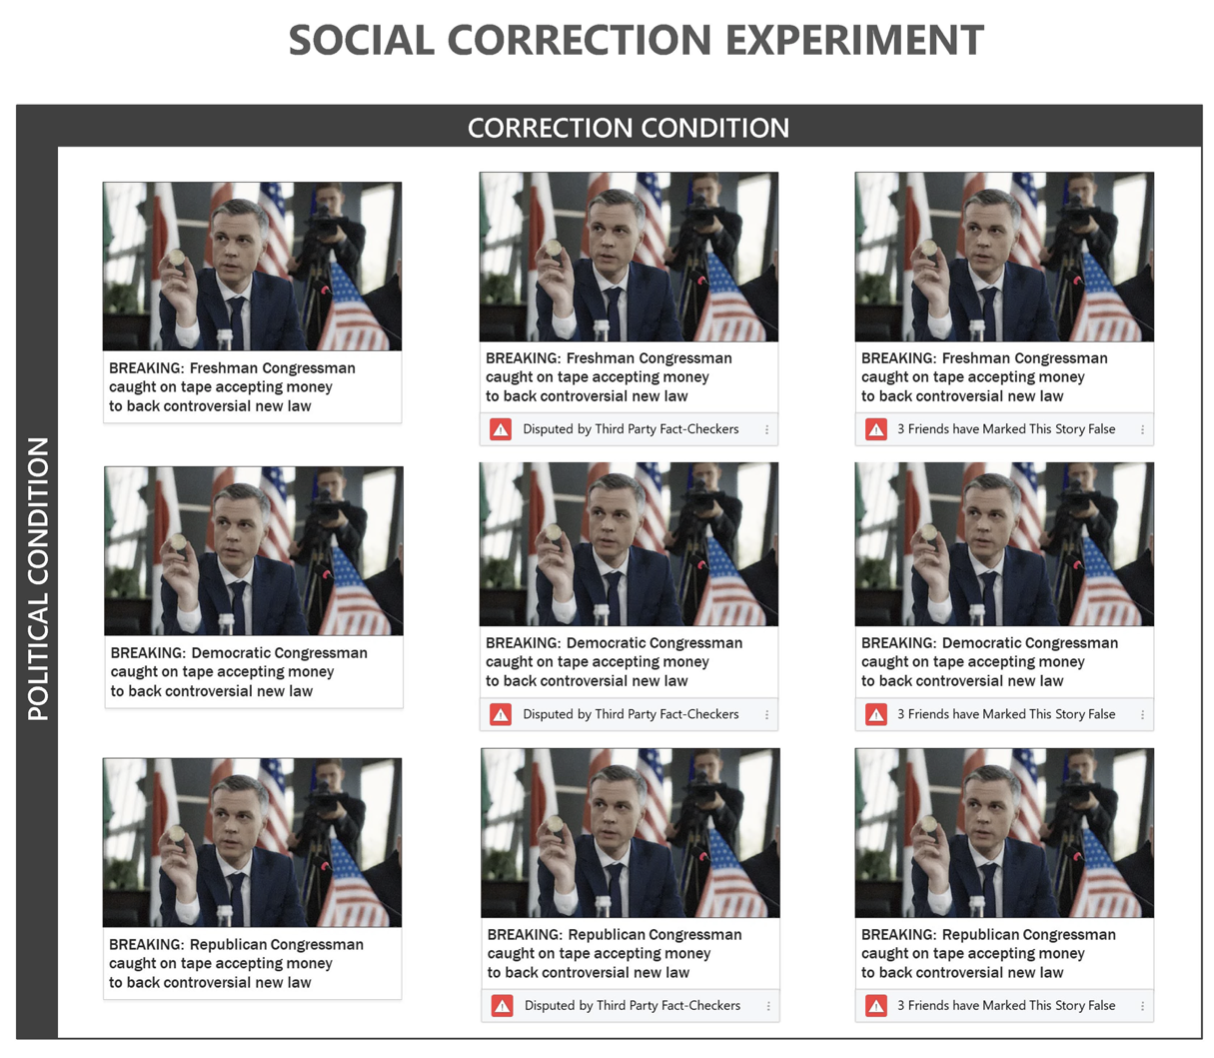 SOCIAL CORRECTION EXPERIMENT
CORRECTION CONDITION
POLITICAL CONDITION
BREAKING: Freshman Congressman
caught on tape accepting money
to back controversial new law
BREAKING: Freshman Congressman
caught on tape accepting money
to back controversial new law
Disputed by Third Party Fact-Checkers
BREAKING: Freshman Congressman
caught on tape accepting money
to back controversial new law
3 Friends have Marked This Story False
BREAKING: Democratic Congressman
caught on tape accepting money
to back controversial new law
BREAKING: Democratic Congressman
caught on tape accepting money
to back controversial new law
Disputed by Third Party Fact-Checkers
BREAKING: Democratic Congressman
caught on tape accepting money
to back controversial new law
3 Friends have Marked This Story False
BREAKING: Republican Congressman
caught on tape accepting money
to back controversial new law
BREAKING: Republican Congressman
caught on tape accepting money
to back controversial new law
Disputed by Third Party Fact-Checkers
BREAKING: Republican Congressman
caught on tape accepting money
to back controversial new law
3 Friends have Marked This Story False